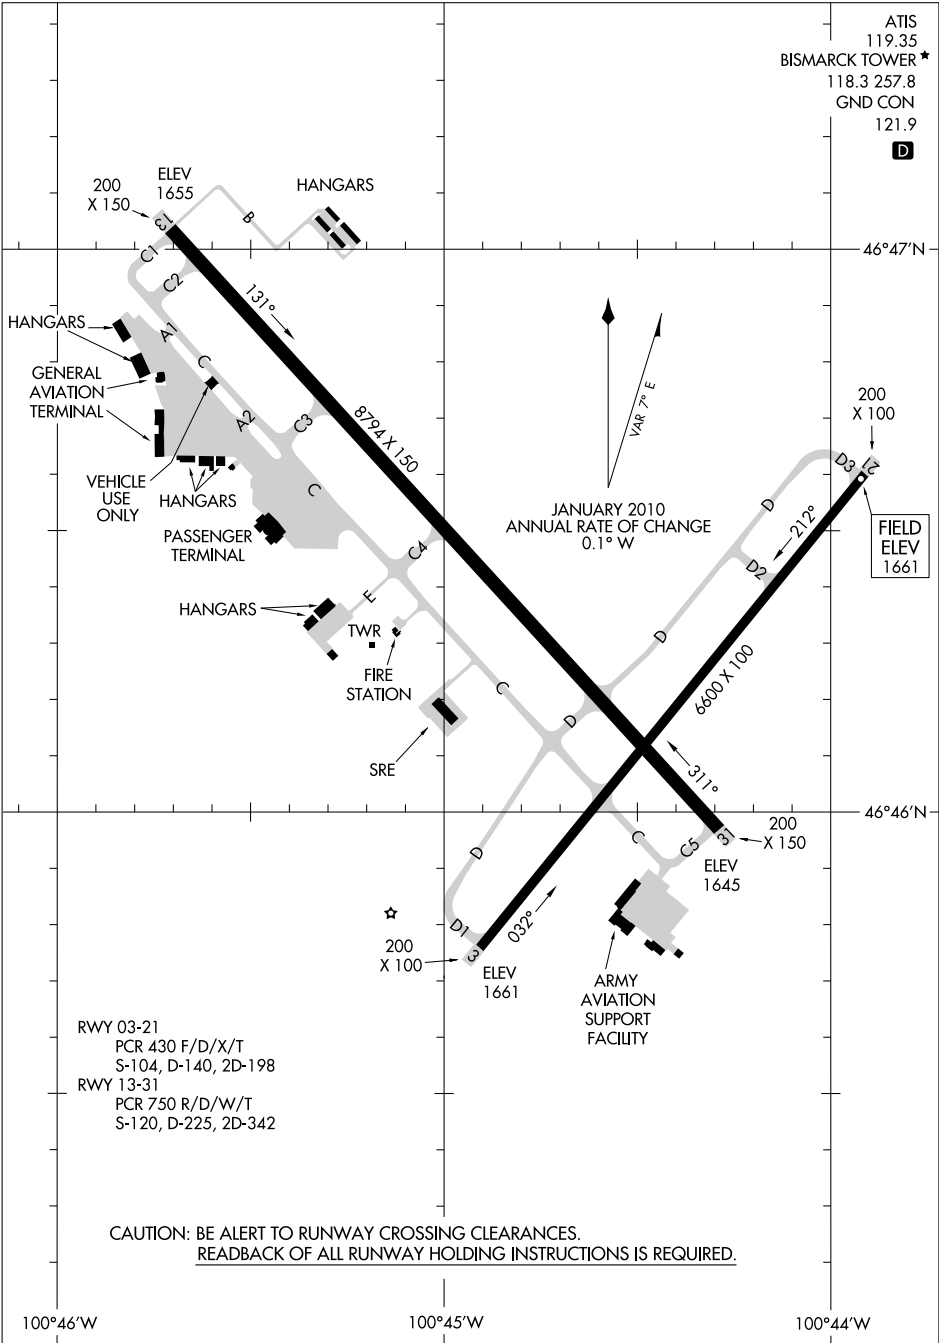 ATIS
119.35
BISMARCK TOWER
118.3 257.8
GND CON
121.9
D
ELEV
1655
200
X 150
HANGARS
13
B
C1
C2
46°47'N
131°
HANGARS
A1
C
GENERAL
AVIATION
TERMINAL
A2
C3
8794 X 150
VAR 7° E
200
X 100
D3
21
VEHICLE
USE
ONLY
HANGARS
C
D
JANUARY 2010
ANNUAL RATE OF CHANGE
0.1° W
212°
FIELD
ELEV
1661
PASSENGER
TERMINAL
C4
D2
E
HANGARS
TWR
D
FIRE
STATION
6600 X 100
C
D
SRE
311°
46°46'N
200
X 150
31
C
C5
ELEV
1645
D
D1
032°
200
X 100
3
ELEV
1661
ARMY
AVIATION
SUPPORT
FACILITY
RWY 03-21
PCR 430 F/D/X/T
S-104, D-140, 2D-198
RWY 13-31
PCR 750 R/D/W/T
S-120, D-225, 2D-342
CAUTION: BE ALERT TO RUNWAY CROSSING CLEARANCES.
READBACK OF ALL RUNWAY HOLDING INSTRUCTIONS IS REQUIRED.
100°46'W
100°45'W
100°44'W